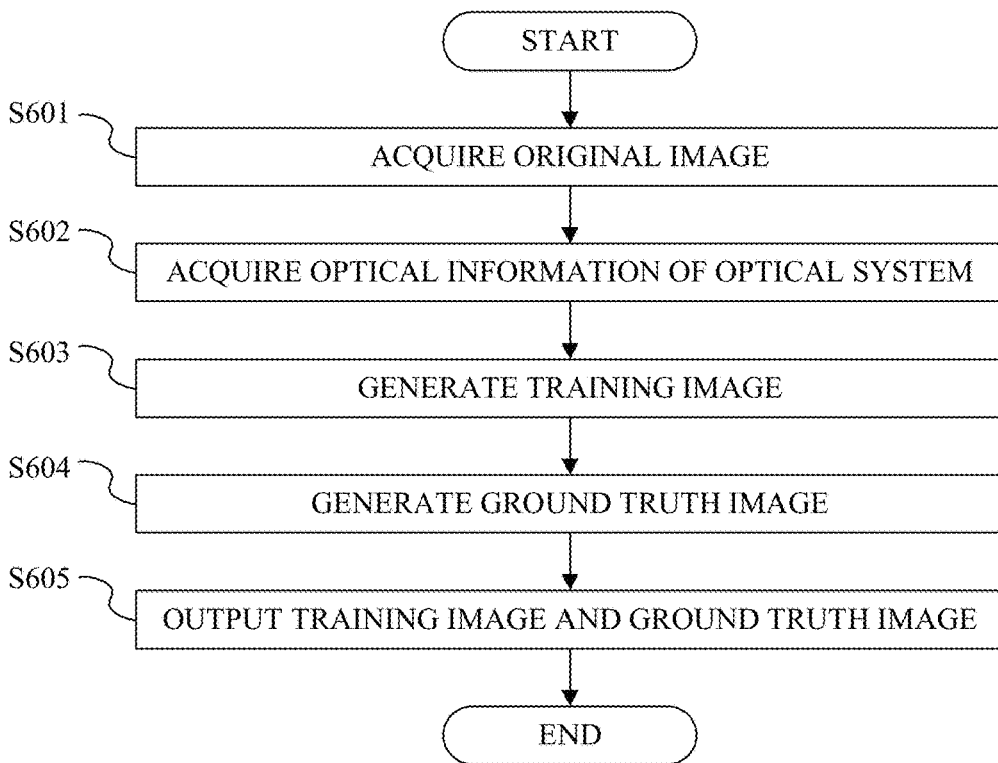 START
S601
ACQUIRE ORIGINAL IMAGE
S602
ACQUIRE OPTICAL INFORMATION OF OPTICAL SYSTEM
S603
GENERATE TRAINING IMAGE
S604
GENERATE GROUND TRUTH IMAGE
S605
OUTPUT TRAINING IMAGE AND GROUND TRUTH IMAGE
END